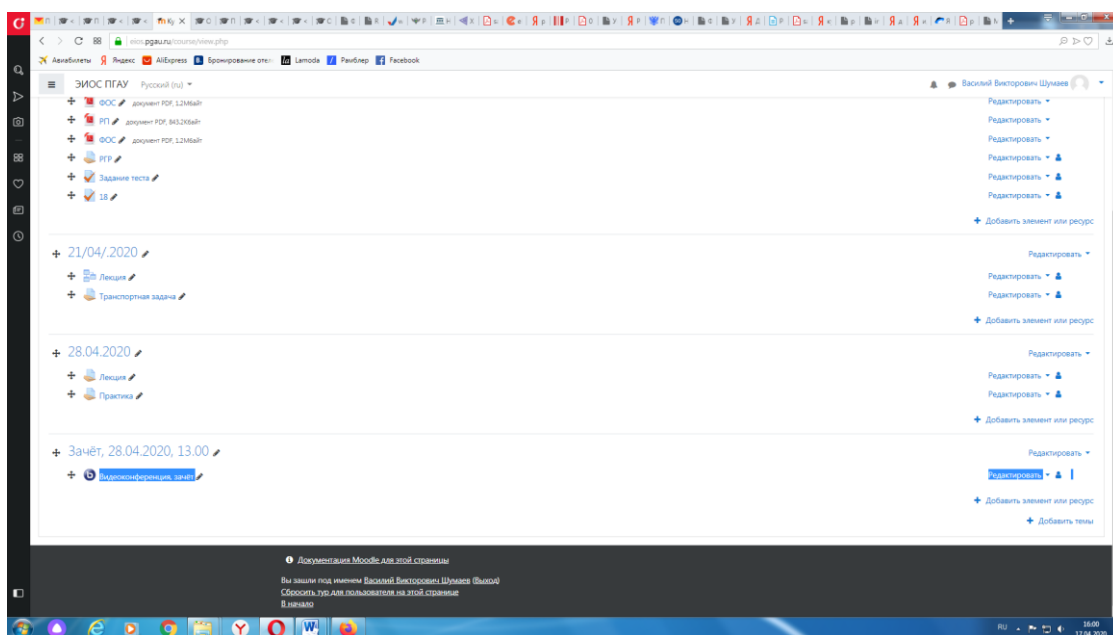 eios.pgau.ru/course/view.php
Авиабилеты Яндекс AliExpress Бронирование отел Lamoda Рамблер Facebook
ЭИОС ПГАУ Русский (ru) Василий Викторович Шумаев
ФОС документ PDF, 1.2Мбайт Редактировать
РП документ PDF, 843.2Кбайт Редактировать
ФОС документ PDF, 1.2Мбайт Редактировать
РГР Редактировать
Задание теста Редактировать
18 Редактировать
+ Добавить элемент или ресурс
21/04/.2020 Редактировать
Лекция Редактировать
Транспортная задача Редактировать
+ Добавить элемент или ресурс
28.04.2020 Редактировать
Лекция Редактировать
Практика Редактировать
+ Добавить элемент или ресурс
Зачёт, 28.04.2020, 13.00 Редактировать
Видеоконференция, зачёт Редактировать
+ Добавить элемент или ресурс
+ Добавить темы
Документация Moodle для этой страницы
Вы зашли под именем Василий Викторович Шумаев (Выход)
Сбросить тур для пользователя на этой странице
В начало
RU 16:00
17.04.2020